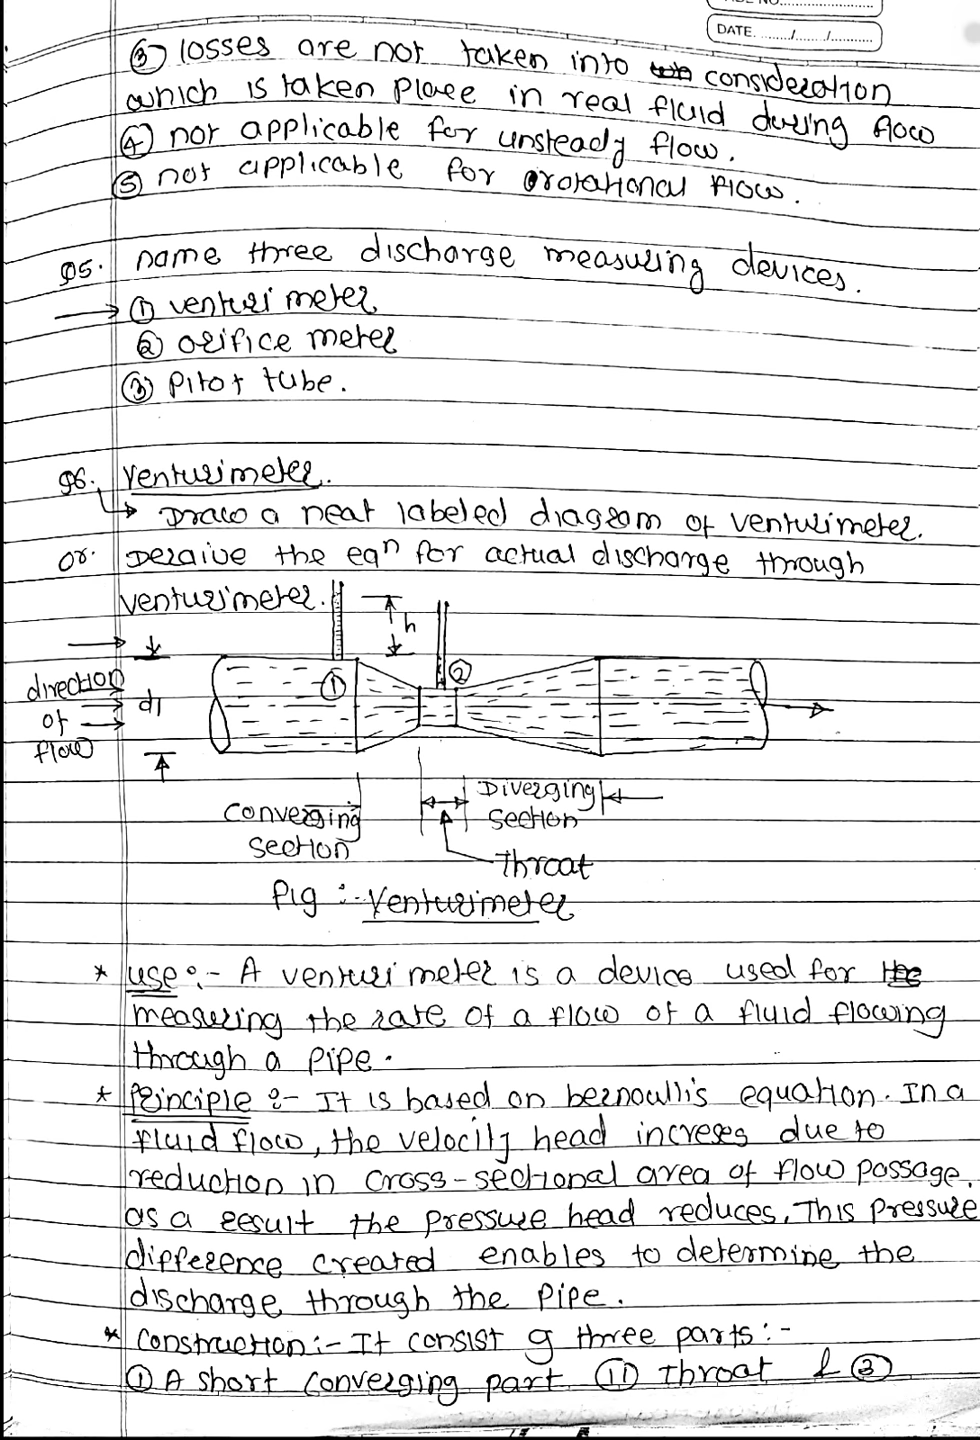 PAGE NO.
DATE. / /
③ losses are not taken into consideration
which is taken place in real fluid during flow
④ not applicable for unsteady flow.
⑤ not applicable for rotational flow.
Q5. name three discharge measuring devices.
→ ① venturi meter
② orifice meter
③ Pitot tube.
Q6. Venturimeter.
↳ Draw a neat labeled diagram of venturimeter.
or. Deraive the eqn for actual discharge through
venturimeter.
h
① ②
direction
of
flow
d1
Converging
section
Diverging
section
Throat
Fig :- Venturimeter
* use :- A venturi meter is a device used for
measuring the rate of a flow of a fluid flowing
through a pipe.
* Principle :- It is based on bernoulli's equation. In a
fluid flow, the velocity head increses due to
reduction in cross-sectional area of flow passage.
as a result the pressure head reduces. This pressure
difference created enables to determine the
discharge through the pipe.
* Construction :- It consist of three parts :-
① A short converging part ⑪ Throat & ③